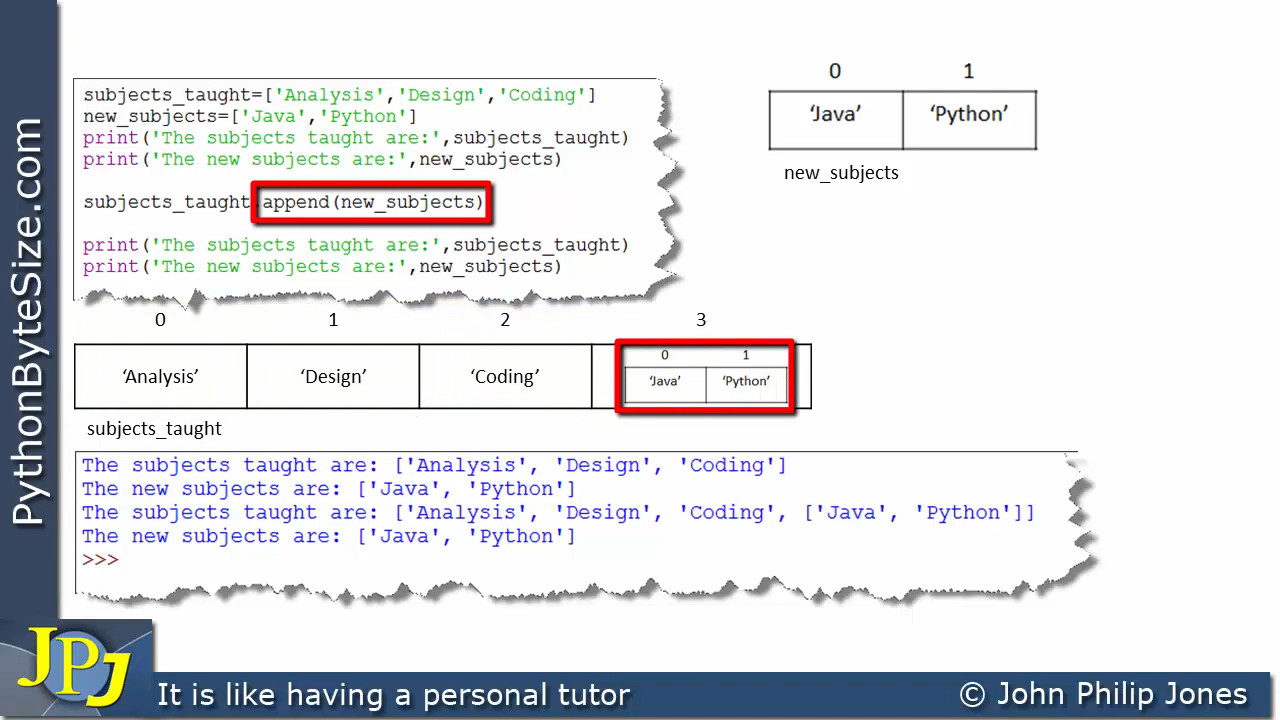 PythonByteSize.com
subjects_taught=['Analysis','Design','Coding']
new_subjects=['Java','Python']
print('The subjects taught are:',subjects_taught)
print('The new subjects are:',new_subjects)
subjects_taught.append(new_subjects)
print('The subjects taught are:',subjects_taught)
print('The new subjects are:',new_subjects)
0 1
‘Java’ ‘Python’
new_subjects
0 1 2 3
0 1
‘Analysis’ ‘Design’ ‘Coding’ ‘Java’ ‘Python’
subjects_taught
The subjects taught are: ['Analysis', 'Design', 'Coding']
The new subjects are: ['Java', 'Python']
The subjects taught are: ['Analysis', 'Design', 'Coding', ['Java', 'Python']]
The new subjects are: ['Java', 'Python']
>>>
JPJ
It is like having a personal tutor
© John Philip Jones